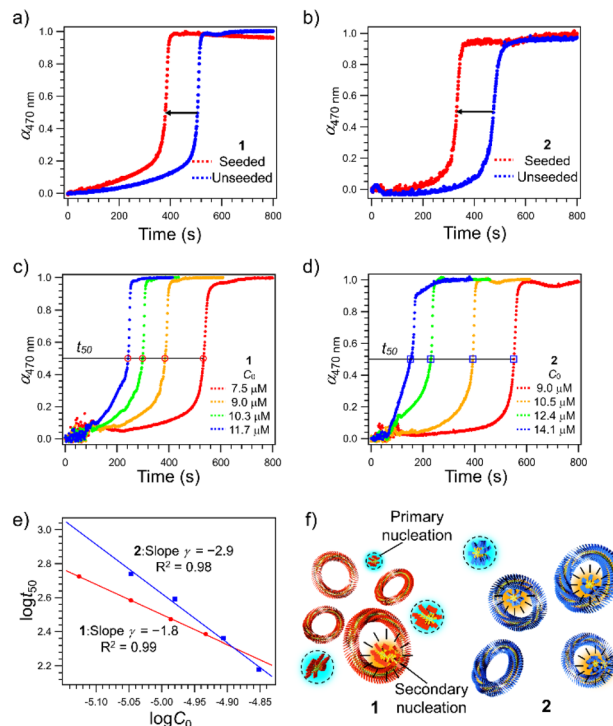 a)
1.0
0.8
0.6
0.4
0.2
0.0
α470 nm
1
Seeded
Unseeded
0 200 400 600 800
Time (s)
b)
1.0
0.8
0.6
0.4
0.2
0.0
α470 nm
2
Seeded
Unseeded
0 200 400 600 800
Time (s)
c)
1.0
0.8
0.6
0.4
0.2
0.0
α470 nm
t50
1
C0
7.5 μM
9.0 μM
10.3 μM
11.7 μM
0 200 400 600 800
Time (s)
d)
1.0
0.8
0.6
0.4
0.2
0.0
α470 nm
t50
2
C0
9.0 μM
10.5 μM
12.4 μM
14.1 μM
0 200 400 600 800
Time (s)
e)
3.0
2.8
2.6
2.4
2.2
logt50
2:Slope γ = −2.9
R² = 0.98
1:Slope γ = −1.8
R² = 0.99
-5.10 -5.05 -5.00 -4.95 -4.90 -4.85
logC0
f)
Primary
nucleation
Secondary
nucleation
1
2